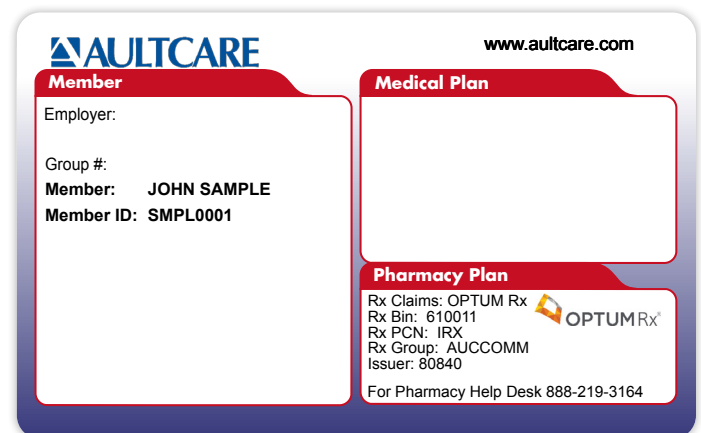 AULTCARE
www.aultcare.com
Member
Employer:
Group #:
Member: JOHN SAMPLE
Member ID: SMPL0001
Medical Plan
Pharmacy Plan
Rx Claims: OPTUM Rx
Rx Bin: 610011
Rx PCN: IRX
Rx Group: AUCCOMM
Issuer: 80840
OPTUMRx®
For Pharmacy Help Desk 888-219-3164